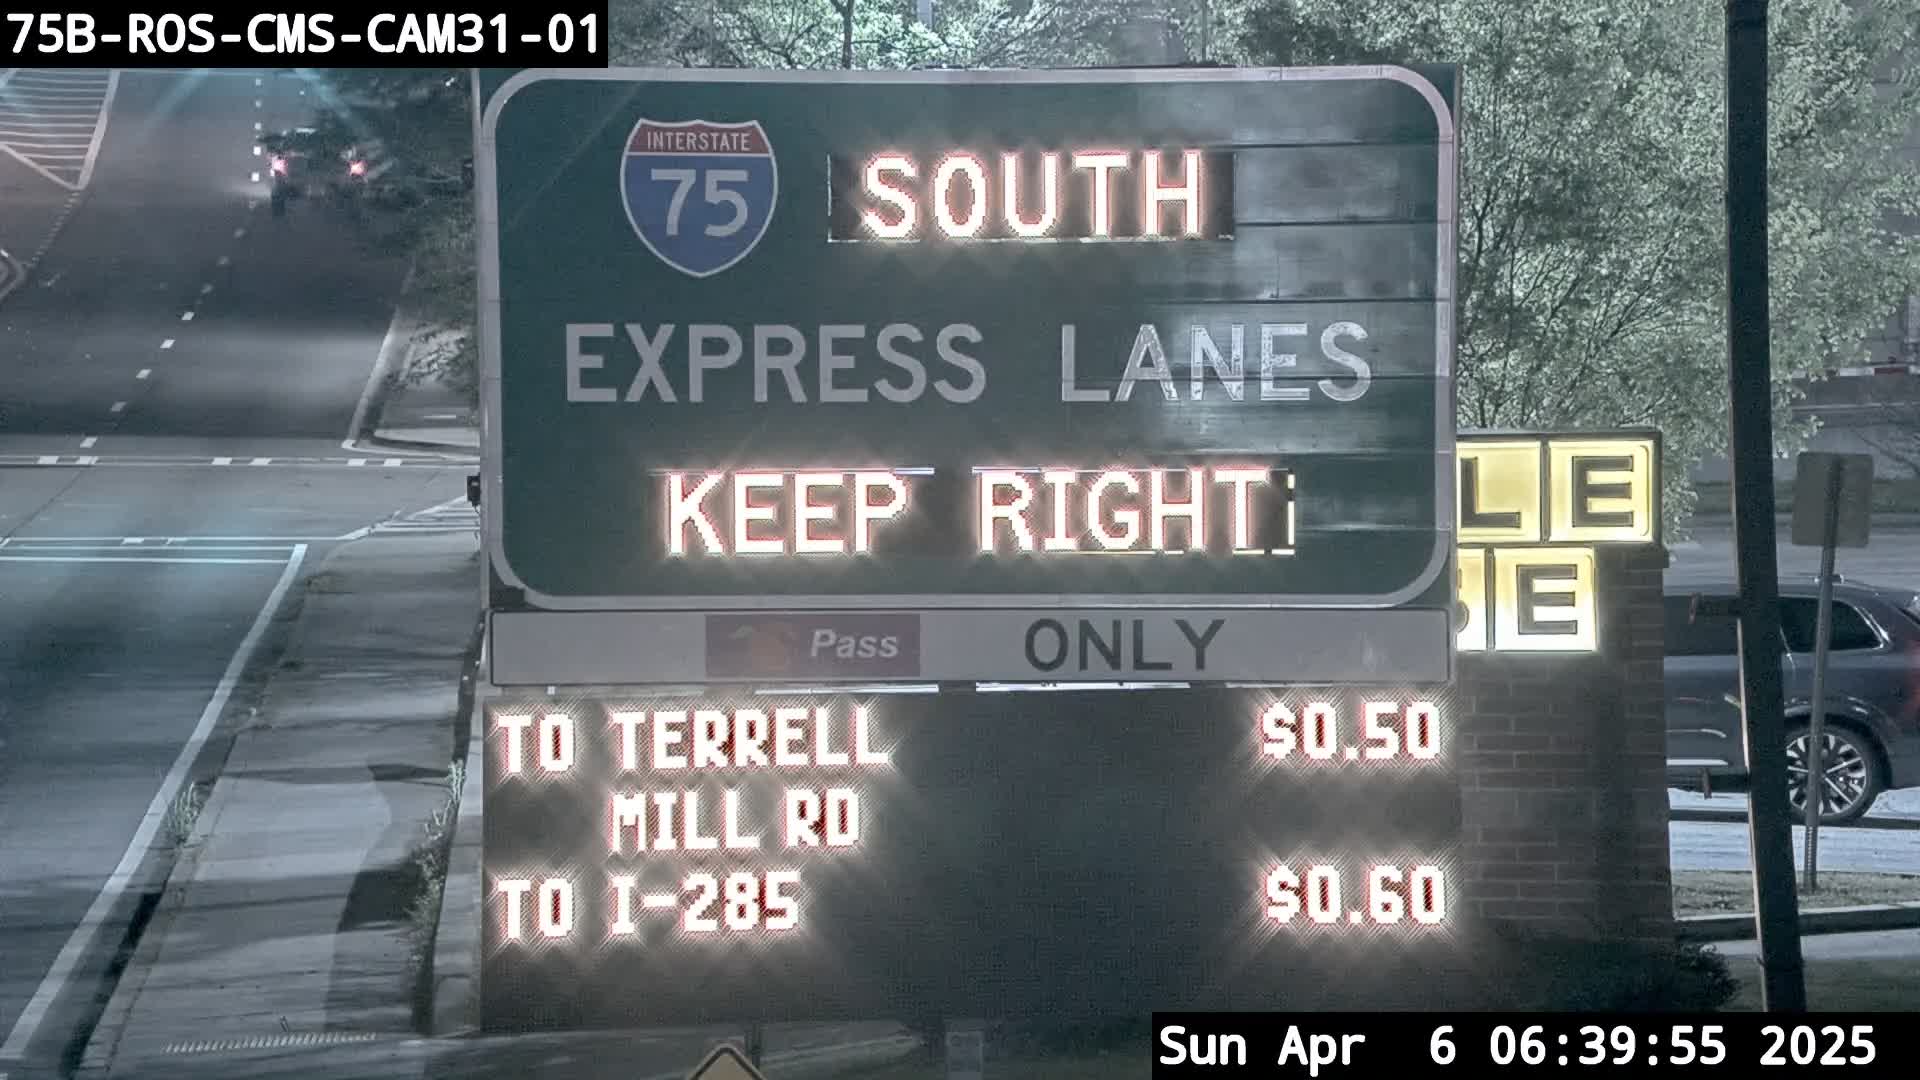 75B-ROS-CMS-CAM31-01
INTERSTATE
75
SOUTH
EXPRESS LANES
KEEP RIGHT
Pass ONLY
TO TERRELL $0.50
MILL RD
TO I-285 $0.60
LE
E
Sun Apr 6 06:39:55 2025